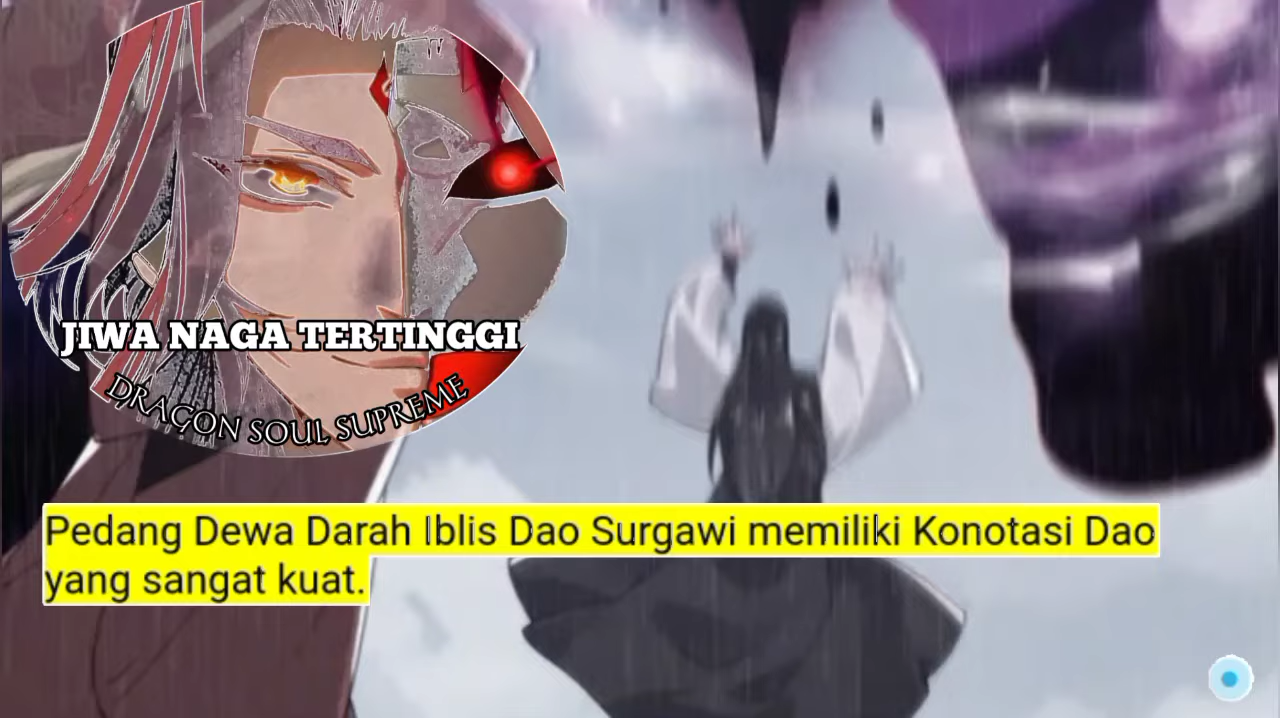 JIWA NAGA TERTINGGI
DRAGON SOUL SUPREME
Pedang Dewa Darah Iblis Dao Surgawi memiliki Konotasi Dao
yang sangat kuat.